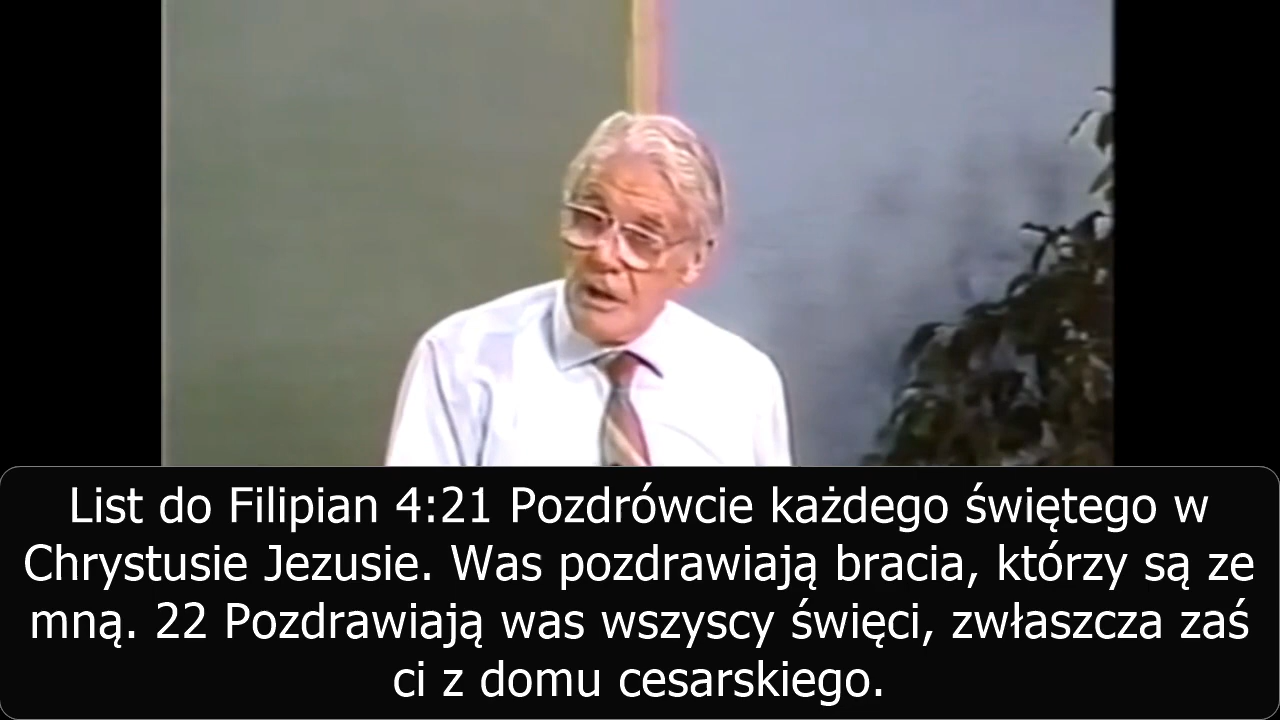 List do Filipian 4:21 Pozdrówcie każdego świętego w
Chrystusie Jezusie. Was pozdrawiają bracia, którzy są ze
mną. 22 Pozdrawiają was wszyscy święci, zwłaszcza zaś
ci z domu cesarskiego.